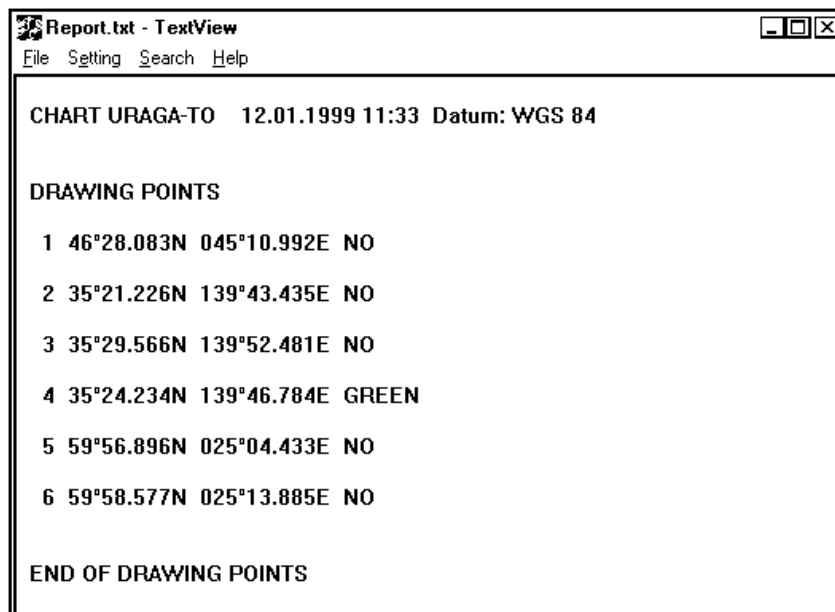 Report.txt - TextView
File Setting Search Help
CHART URAGA-TO 12.01.1999 11:33 Datum: WGS 84
DRAWING POINTS
1 46°28.083N 045°10.992E NO
2 35°21.226N 139°43.435E NO
3 35°29.566N 139°52.481E NO
4 35°24.234N 139°46.784E GREEN
5 59°56.896N 025°04.433E NO
6 59°58.577N 025°13.885E NO
END OF DRAWING POINTS